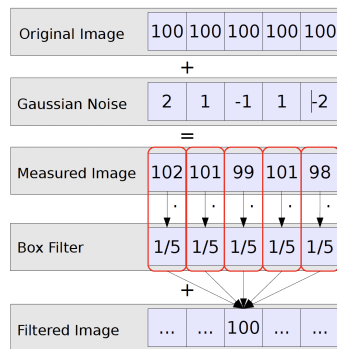 Original Image 100 100 100 100 100
+
Gaussian Noise 2 1 -1 1 -2
=
Measured Image 102 101 99 101 98
. . . . .
Box Filter 1/5 1/5 1/5 1/5 1/5
+
Filtered Image ... ... 100 ... ...